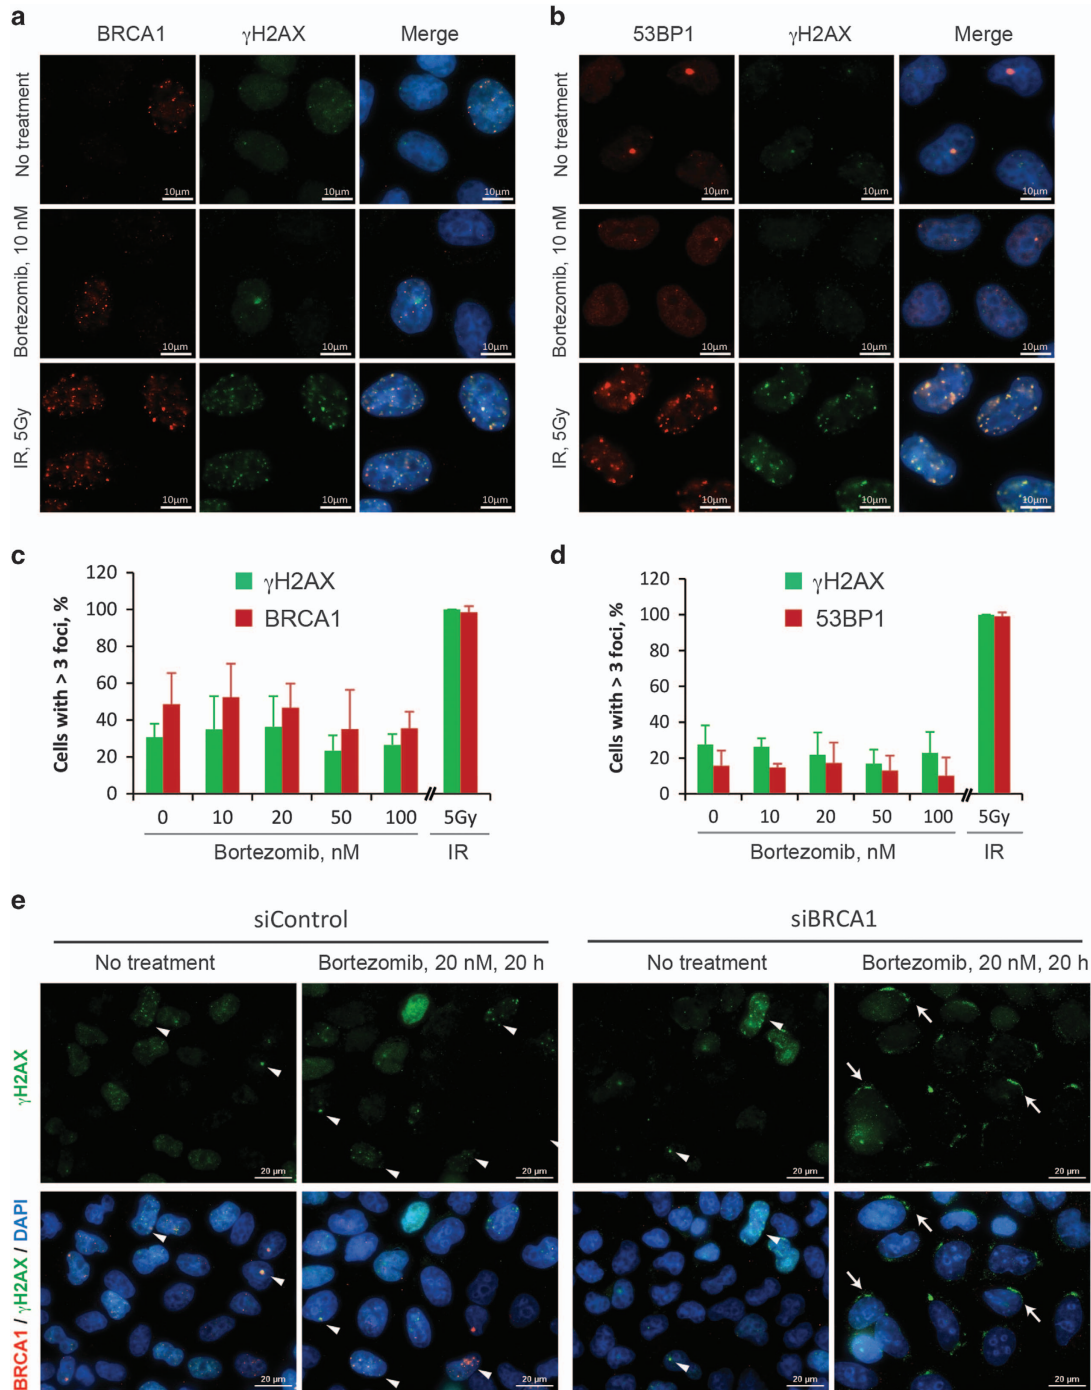 a
BRCA1 γH2AX Merge
No treatment
10μm 10μm 10μm
Bortezomib, 10 nM
10μm 10μm 10μm
IR, 5Gy
10μm 10μm 10μm
b
53BP1 γH2AX Merge
No treatment
10μm 10μm 10μm
Bortezomib, 10 nM
10μm 10μm 10μm
IR, 5Gy
10μm 10μm 10μm
c
Cells with > 3 foci, %
120
100
80
60
40
20
0
γH2AX
BRCA1
0 10 20 50 100 5Gy
Bortezomib, nM IR
d
Cells with > 3 foci, %
120
100
80
60
40
20
0
γH2AX
53BP1
0 10 20 50 100 5Gy
Bortezomib, nM IR
e
siControl siBRCA1
No treatment Bortezomib, 20 nM, 20 h No treatment Bortezomib, 20 nM, 20 h
γH2AX
20 μm 20 μm 20 μm 20 μm
BRCA1 / γH2AX / DAPI
20 μm 20 μm 20 μm 20 μm